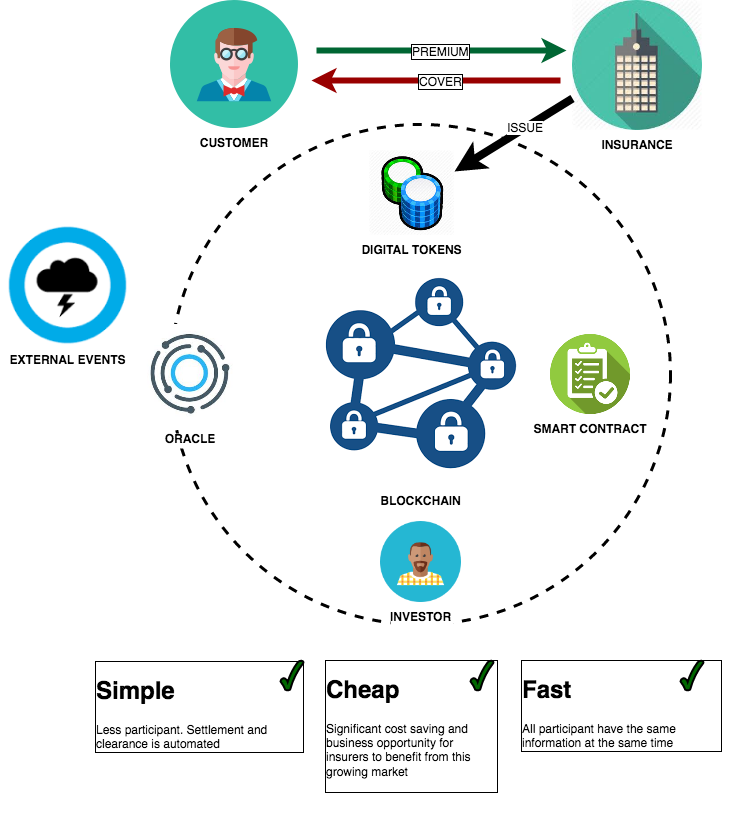 PREMIUM
COVER
CUSTOMER
INSURANCE
ISSUE
DIGITAL TOKENS
EXTERNAL EVENTS
ORACLE
SMART CONTRACT
BLOCKCHAIN
INVESTOR
Simple
Less participant. Settlement and
clearance is automated
Cheap
Significant cost saving and
business opportunity for
insurers to benefit from this
growing market
Fast
All participant have the same
information at the same time